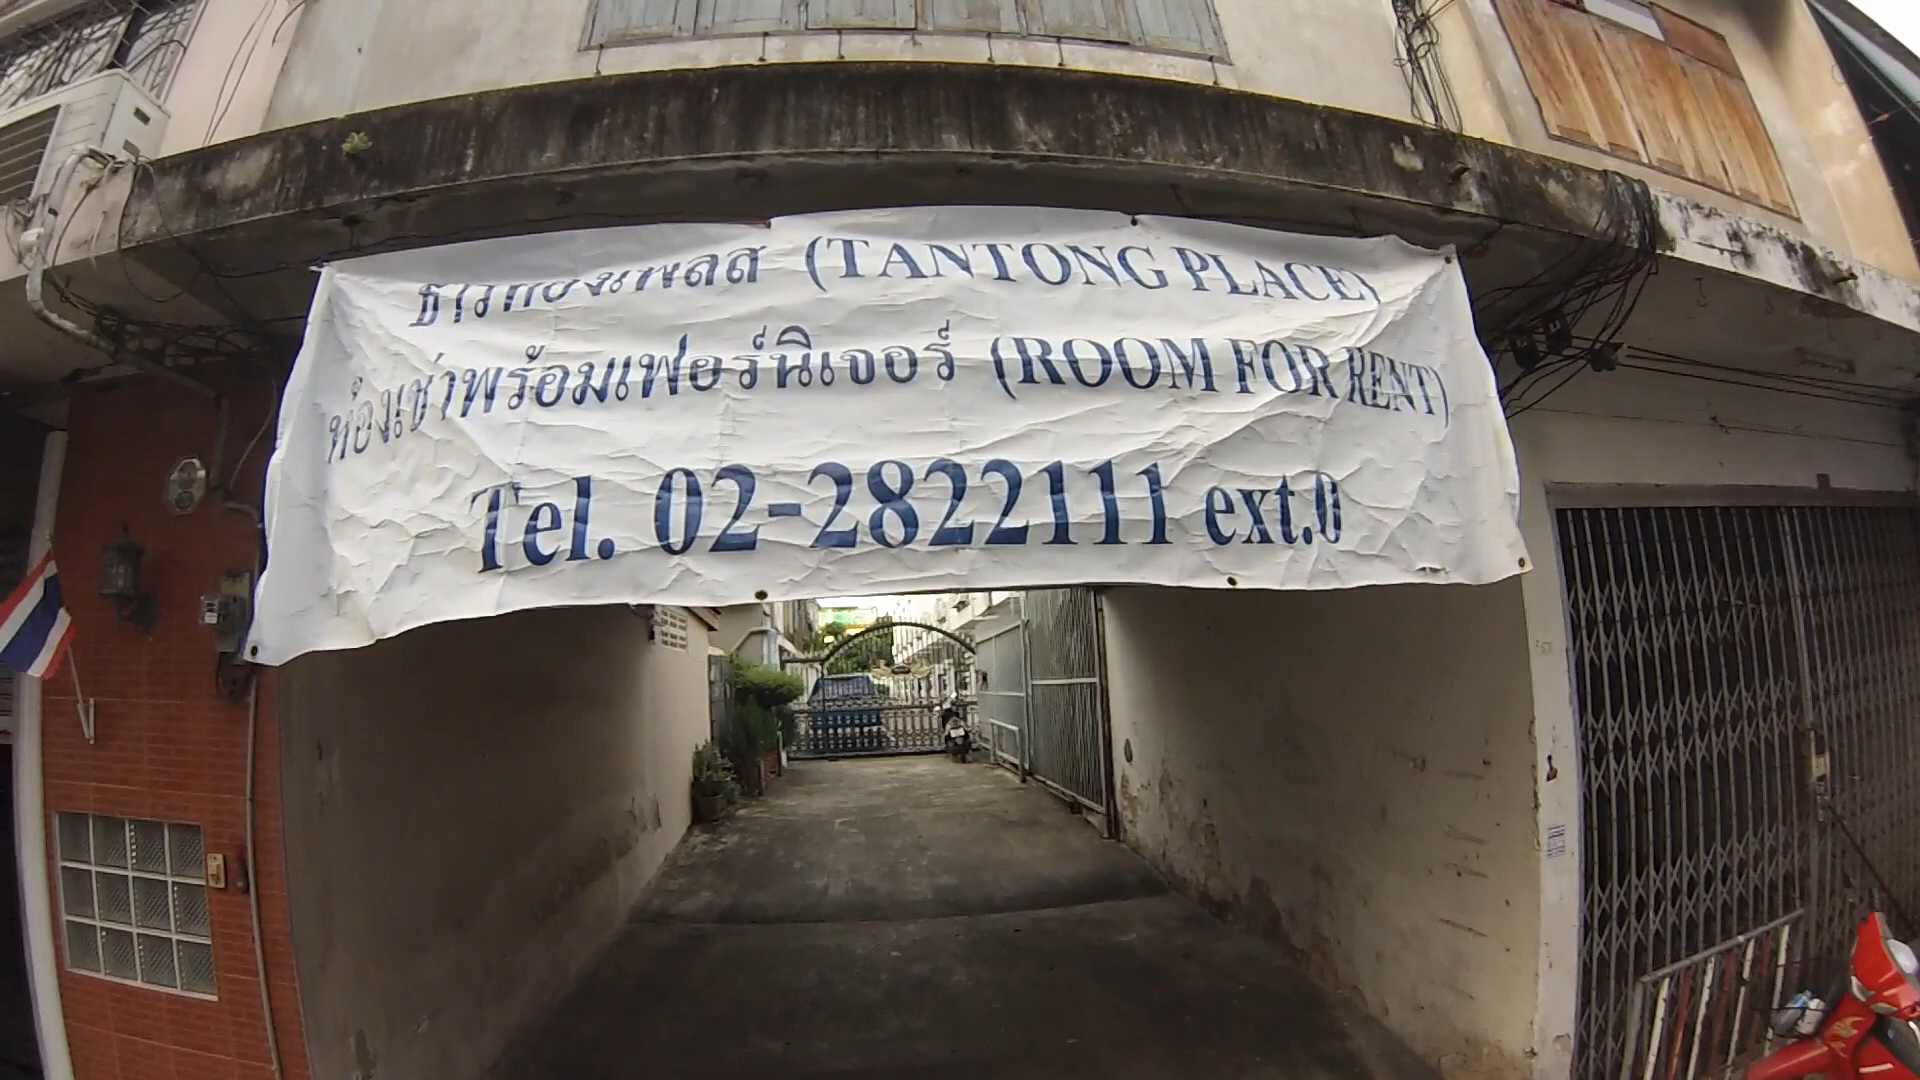 ธารทองเพลส (TANTONG PLACE)
ห้องเช่าพร้อมเฟอร์นิเจอร์ (ROOM FOR RENT)
Tel. 02-2822111 ext.0